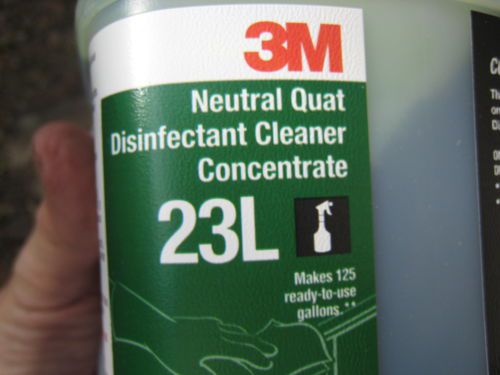 3M
Neutral Quat
Disinfectant Cleaner
Concentrate
23L
Makes 125
ready-to-use
gallons.**